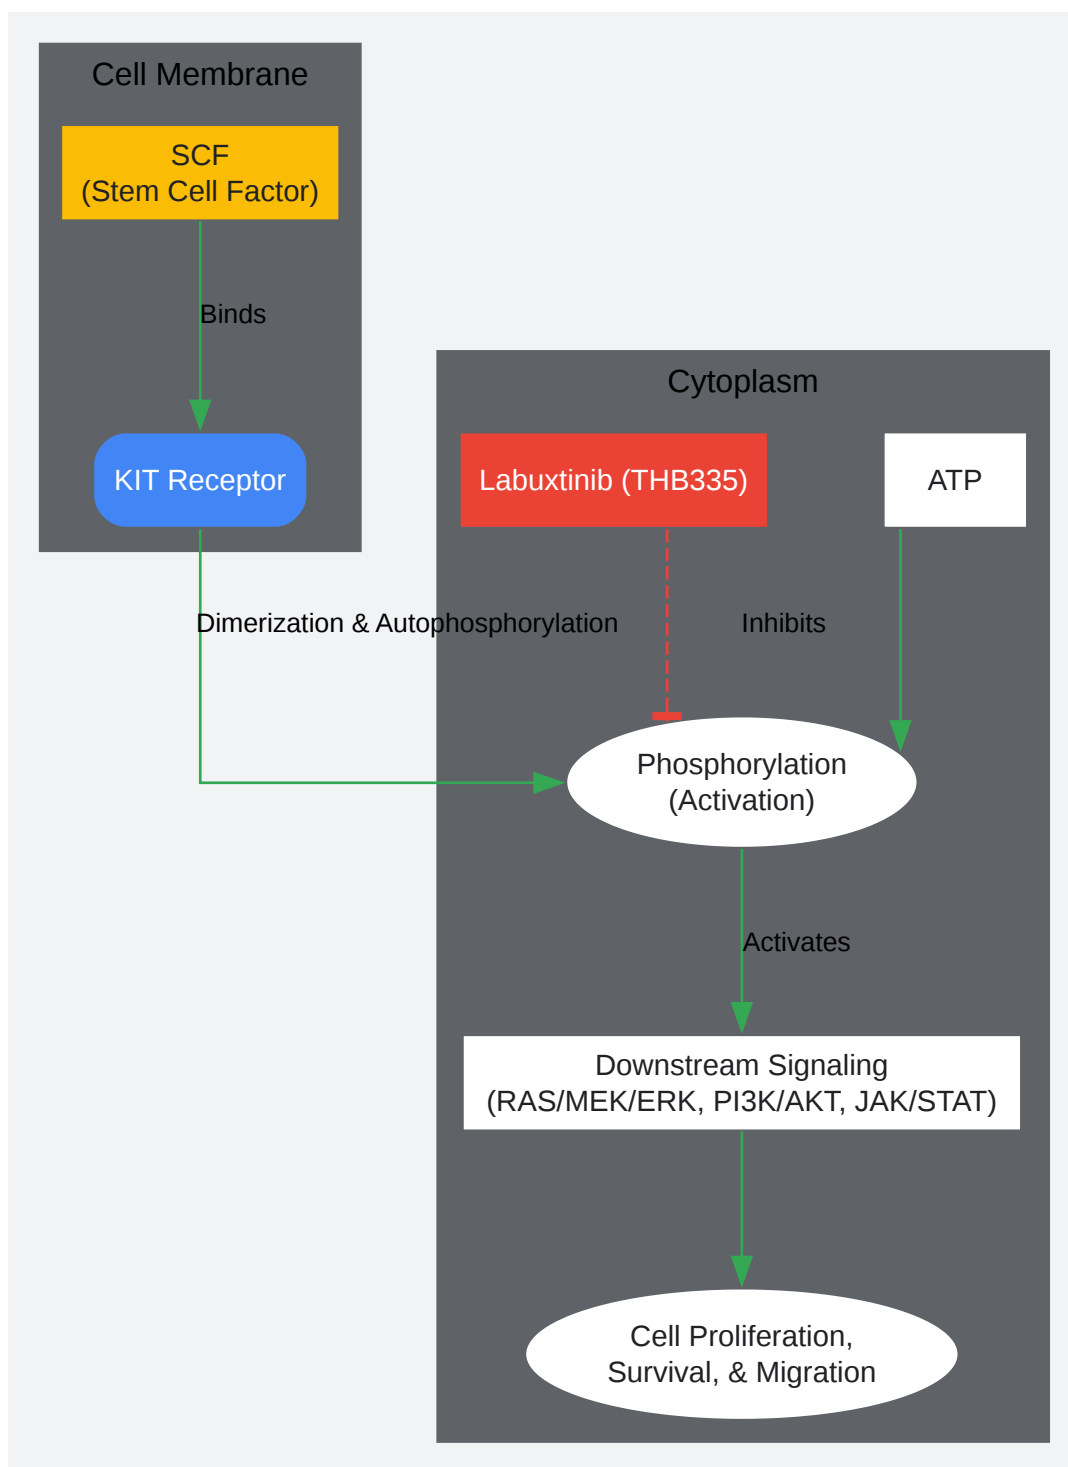 Cell Membrane
SCF
(Stem Cell Factor)
Binds
KIT Receptor
Cytoplasm
Labuxtinib (THB335)
ATP
Dimerization & Autophosphorylation
Inhibits
Phosphorylation
(Activation)
Activates
Downstream Signaling
(RAS/MEK/ERK, PI3K/AKT, JAK/STAT)
Cell Proliferation,
Survival, & Migration